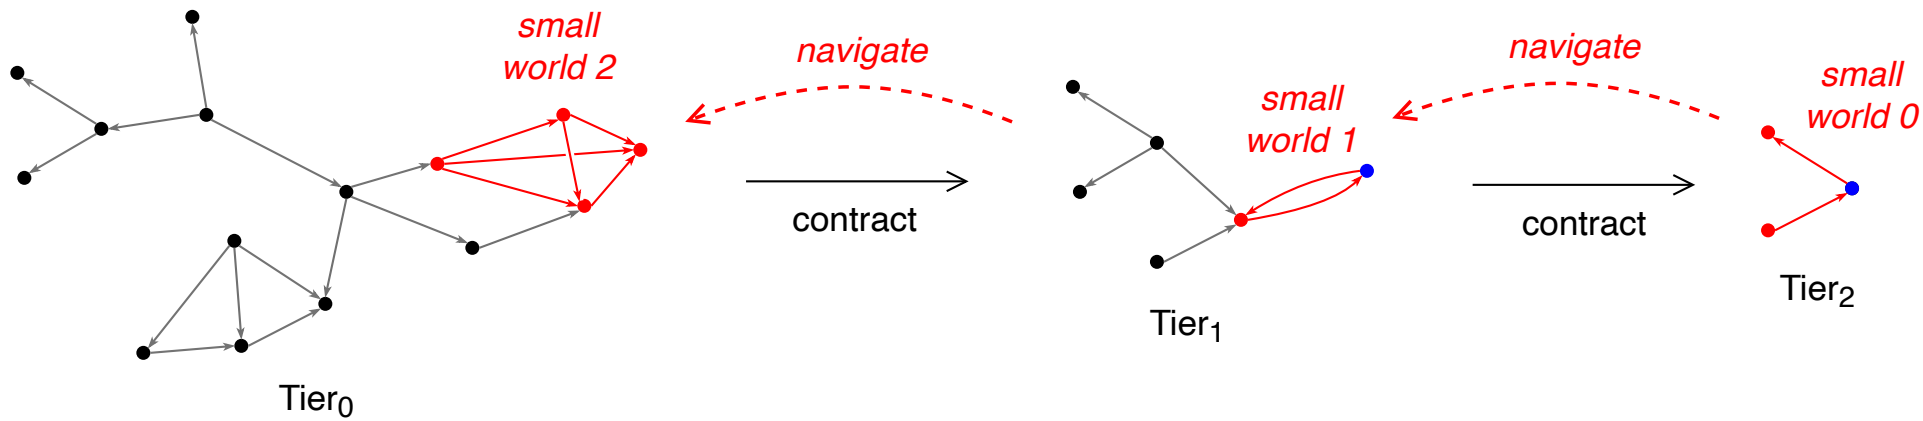 small
world 2
navigate
contract
Tier0
small
world 1
navigate
contract
Tier1
small
world 0
Tier2